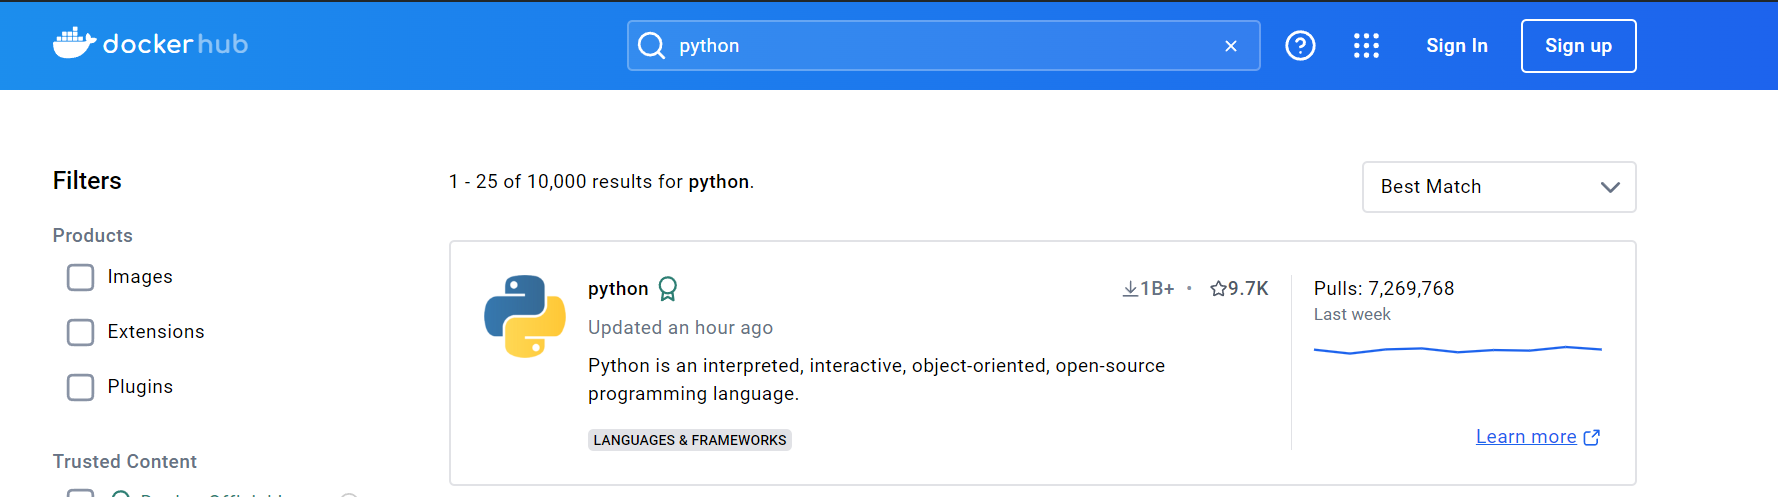 dockerhub
python
Sign In
Sign up
Filters
1 - 25 of 10,000 results for python.
Best Match
Products
Images
Extensions
Plugins
Trusted Content
python
1B+ • 9.7K
Updated an hour ago
Python is an interpreted, interactive, object-oriented, open-source
programming language.
LANGUAGES & FRAMEWORKS
Pulls: 7,269,768
Last week
Learn more